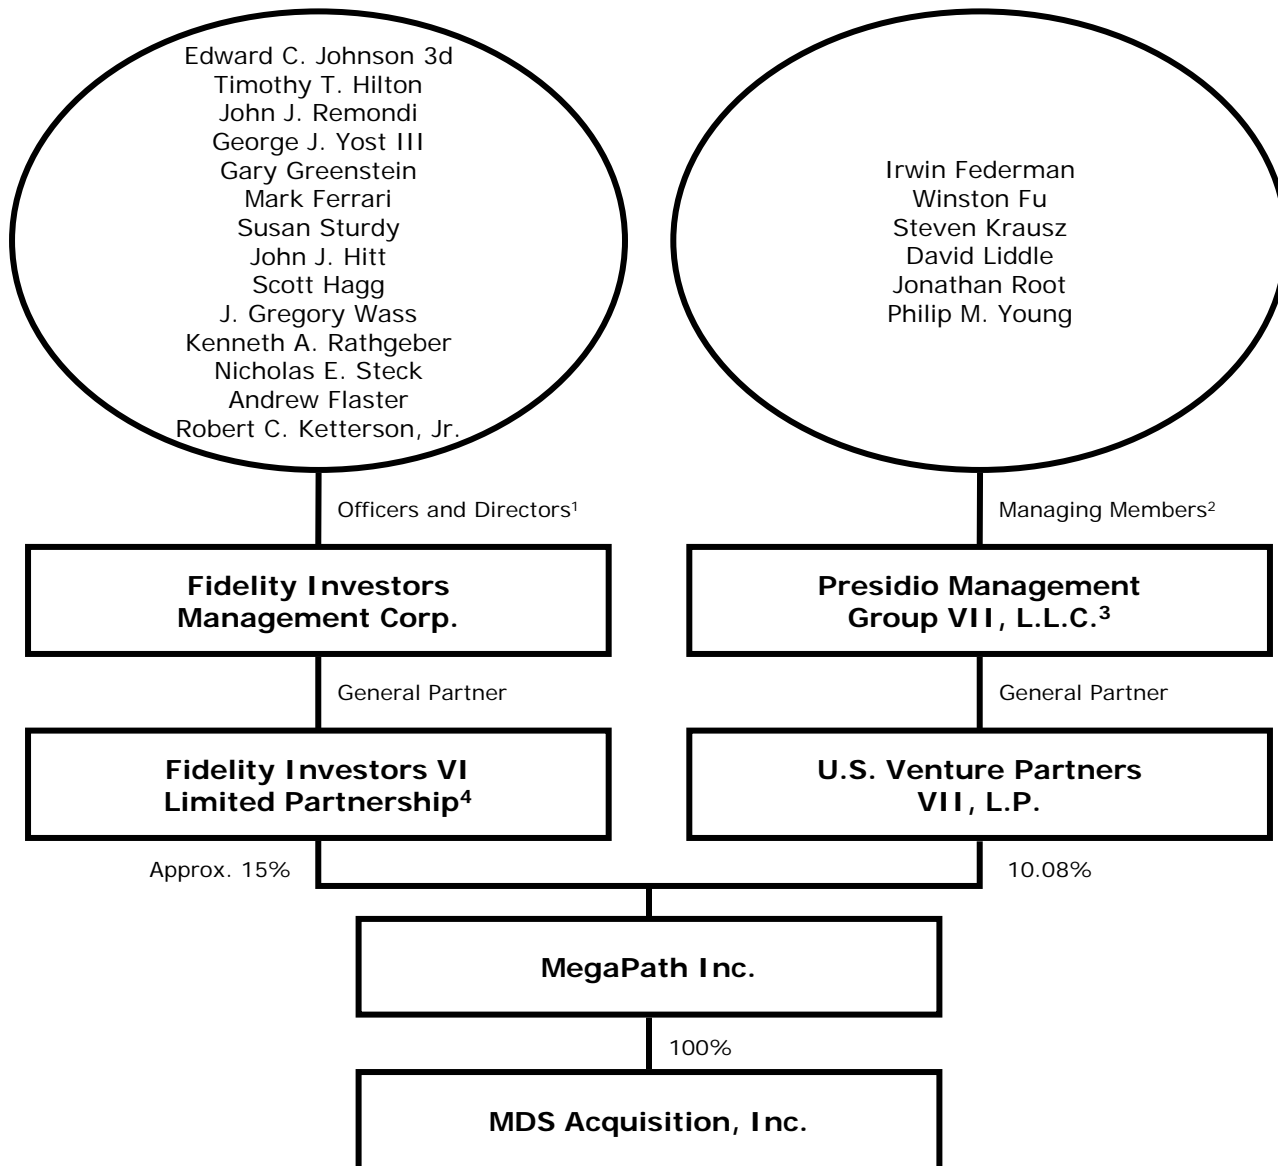 Edward C. Johnson 3d
Timothy T. Hilton
John J. Remondi
George J. Yost III
Gary Greenstein
Mark Ferrari
Susan Sturdy
John J. Hitt
Scott Hagg
J. Gregory Wass
Kenneth A. Rathgeber
Nicholas E. Steck
Andrew Flaster
Robert C. Ketterson, Jr.
Irwin Federman
Winston Fu
Steven Krausz
David Liddle
Jonathan Root
Philip M. Young
Officers and Directors¹
Managing Members²
Fidelity Investors
Management Corp.
Presidio Management
Group VII, L.L.C.³
General Partner
General Partner
Fidelity Investors VI
Limited Partnership⁴
U.S. Venture Partners
VII, L.P.
Approx. 15%
10.08%
MegaPath Inc.
100%
MDS Acquisition, Inc.